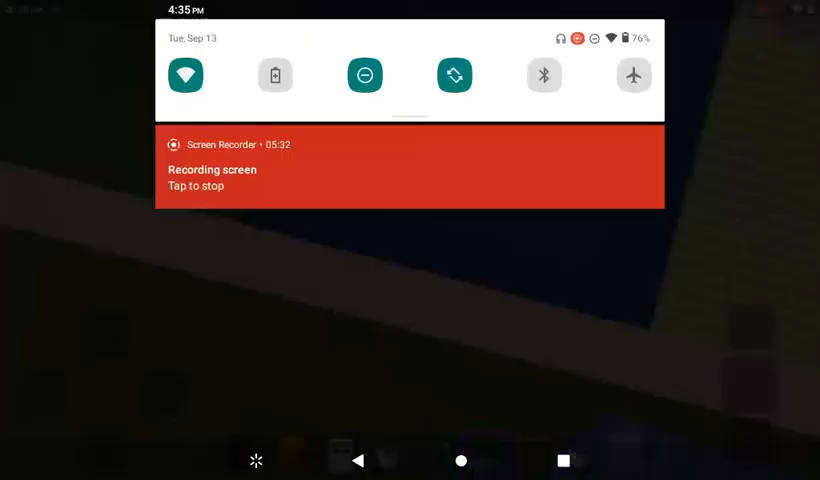 4:35 PM
Tue, Sep 13
76%
Screen Recorder • 05:32
Recording screen
Tap to stop